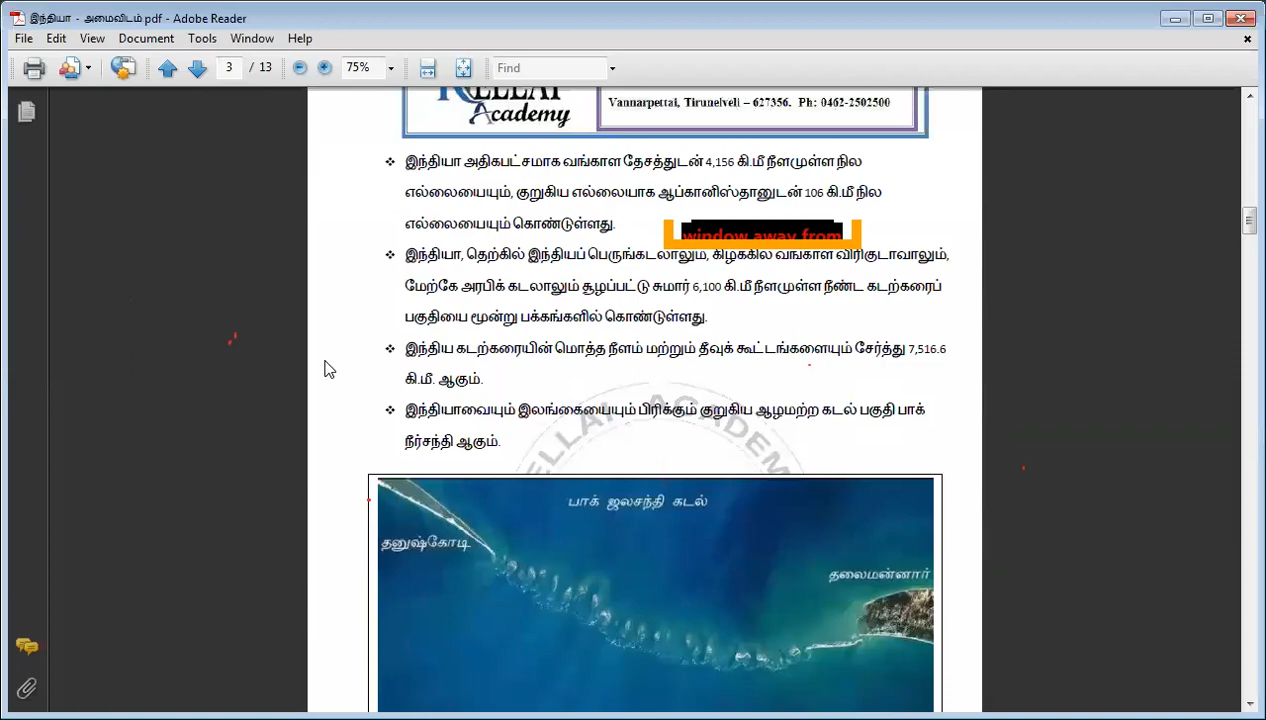 இந்தியா - அமைவிடம்.pdf - Adobe Reader
File Edit View Document Tools Window Help
3 / 13 75% Find
Academy
Vannarpettai, Tirunelveli – 627356. Ph: 0462-2502500
❖ இந்தியா அதிகபட்சமாக வங்காள தேசத்துடன் 4,156 கி.மீ நீளமுள்ள நில
எல்லையையும், குறுகிய எல்லையாக ஆப்கானிஸ்தானுடன் 106 கி.மீ நில
எல்லையையும் கொண்டுள்ளது.
window away from
❖ இந்தியா, தெற்கில் இந்தியப் பெருங்கடலாலும், கிழக்கில் வங்காள விரிகுடாவாலும்,
மேற்கே அரபிக் கடலாலும் சூழப்பட்டு சுமார் 6,100 கி.மீ நீளமுள்ள நீண்ட கடற்கரைப்
பகுதியை மூன்று பக்கங்களில் கொண்டுள்ளது.
❖ இந்திய கடற்கரையின் மொத்த நீளம் மற்றும் தீவுக் கூட்டங்களையும் சேர்த்து 7,516.6
கி.மீ. ஆகும்.
❖ இந்தியாவையும் இலங்கையையும் பிரிக்கும் குறுகிய ஆழமற்ற கடல் பகுதி பாக்
நீர்சந்தி ஆகும்.
பாக் ஜலசந்தி கடல்
தனுஷ்கோடி
தலைமன்னார்